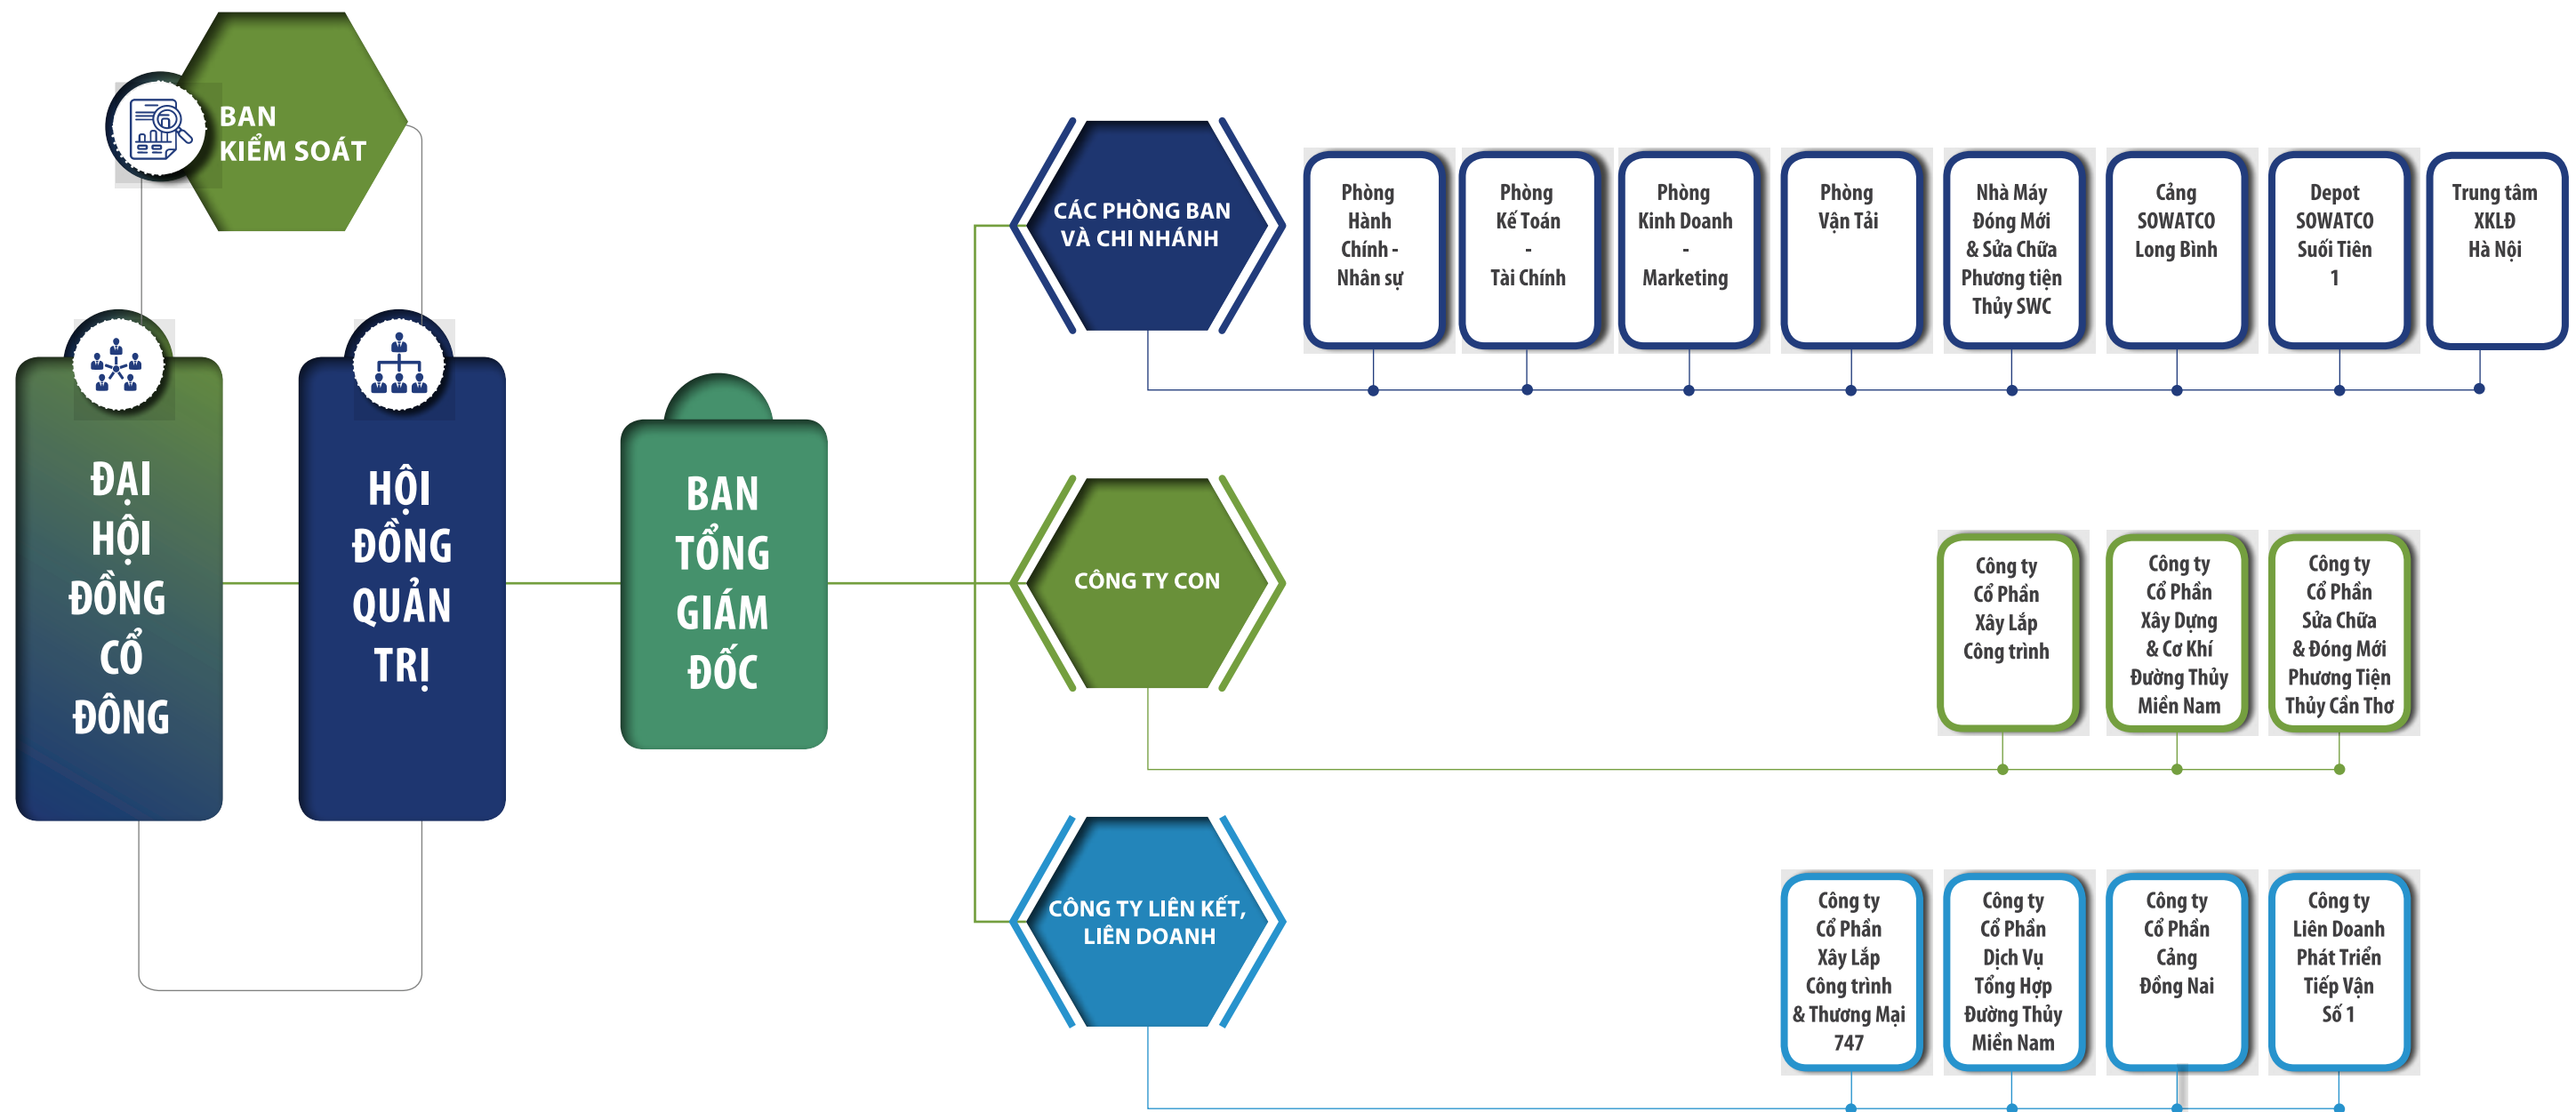 BAN
KIỂM SOÁT
ĐẠI
HỘI
ĐỒNG
CỔ
ĐÔNG
HỘI
ĐỒNG
QUẢN
TRỊ
BAN
TỔNG
GIÁM
ĐỐC
CÁC PHÒNG BAN
VÀ CHI NHÁNH
Phòng
Hành
Chính -
Nhân sự
Phòng
Kế Toán
-
Tài Chính
Phòng
Kinh Doanh
-
Marketing
Phòng
Vận Tải
Nhà Máy
Đóng Mới
& Sửa Chữa
Phương tiện
Thủy SWC
Cảng
SOWATCO
Long Bình
Depot
SOWATCO
Suối Tiên
1
Trung tâm
XKLĐ
Hà Nội
CÔNG TY CON
Công ty
Cổ Phần
Xây Lắp
Công trình
Công ty
Cổ Phần
Xây Dựng
& Cơ Khí
Đường Thủy
Miền Nam
Công ty
Cổ Phần
Sửa Chữa
& Đóng Mới
Phương Tiện
Thủy Cần Thơ
CÔNG TY LIÊN KẾT,
LIÊN DOANH
Công ty
Cổ Phần
Xây Lắp
Công trình
& Thương Mại
747
Công ty
Cổ Phần
Dịch Vụ
Tổng Hợp
Đường Thủy
Miền Nam
Công ty
Cổ Phần
Cảng
Đồng Nai
Công ty
Liên Doanh
Phát Triển
Tiếp Vận
Số 1